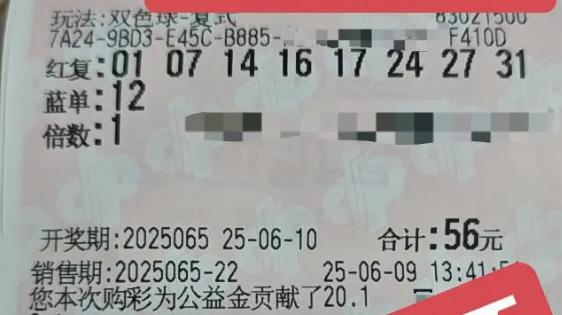 玩法:双色球-复式 83021500
7A24-9BD3-E45C-B885- F410D
红复:01 07 14 16 17 24 27 31
蓝单:12
倍数:1
开奖期:2025065 25-06-10 合计:56元
销售期:2025065-22 25-06-09 13:41:5
您本次购彩为公益金贡献了20.1